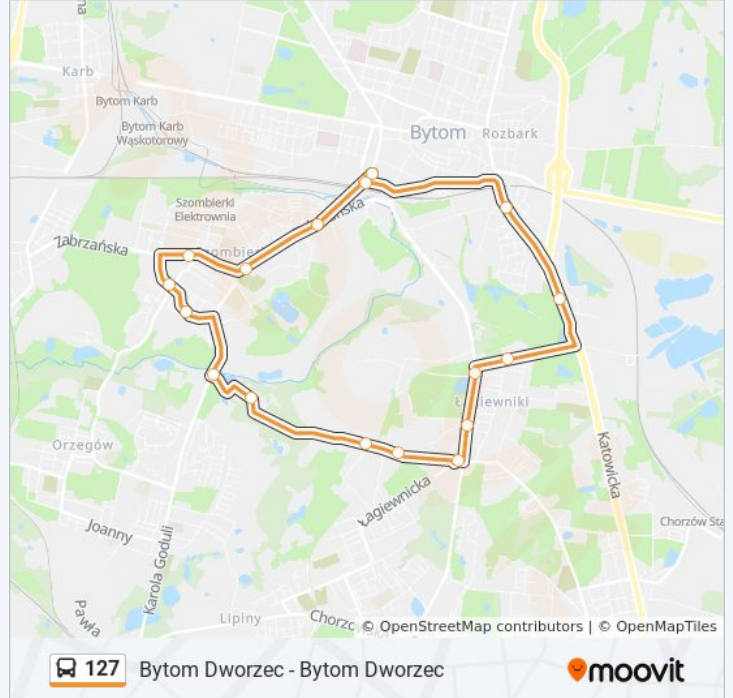 na
Karb
Bytom Karb
Bytom Karb
Wąskotorowy
Bytom
Rozbark
Szombierki
Elektrownia
Zabrzańska
Katowicka
Orzegów
Łagiewnicka
Joanny
Karola Goduli
Chorzów Sta
Pawła
Lipiny
© OpenStreetMap contributors | © OpenMapTiles
127
Bytom Dworzec - Bytom Dworzec
moovit